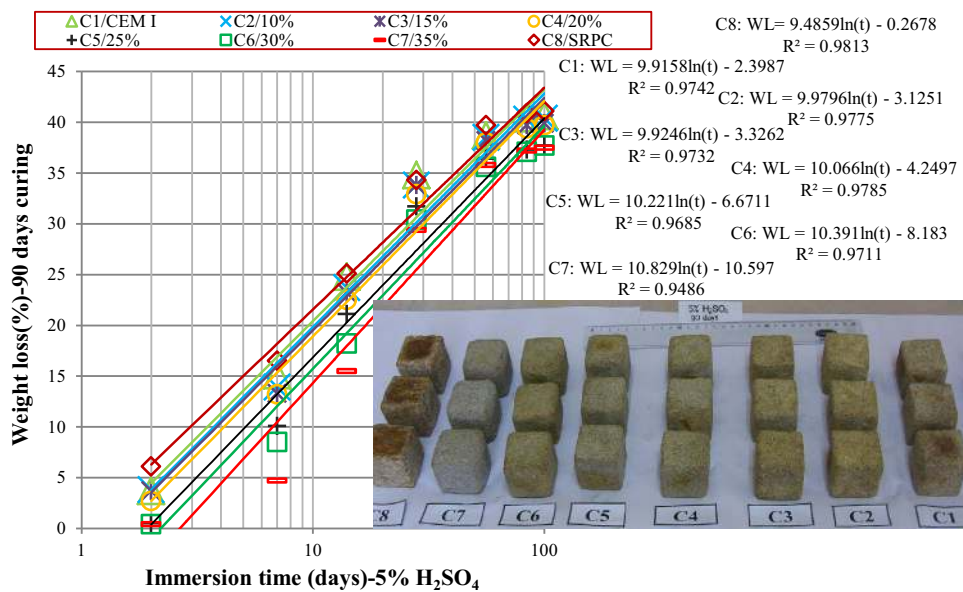 C1/CEM I C2/10% C3/15% C4/20%
C5/25% C6/30% C7/35% C8/SRPC
C8: WL= 9.4859ln(t) - 0.2678
R² = 0.9813
C1: WL = 9.9158ln(t) - 2.3987
R² = 0.9742
C2: WL = 9.9796ln(t) - 3.1251
R² = 0.9775
C3: WL = 9.9246ln(t) - 3.3262
R² = 0.9732
C4: WL = 10.066ln(t) - 4.2497
R² = 0.9785
C5: WL = 10.221ln(t) - 6.6711
R² = 0.9685
C6: WL = 10.391ln(t) - 8.183
R² = 0.9711
C7: WL = 10.829ln(t) - 10.597
R² = 0.9486
Weight loss(%)-90 days curing
45
40
35
30
25
20
15
10
5
0
1 10 100
Immersion time (days)-5% H₂SO₄
5% H₂SO₄
90 days
C8 C7 C6 C5 C4 C3 C2 C1